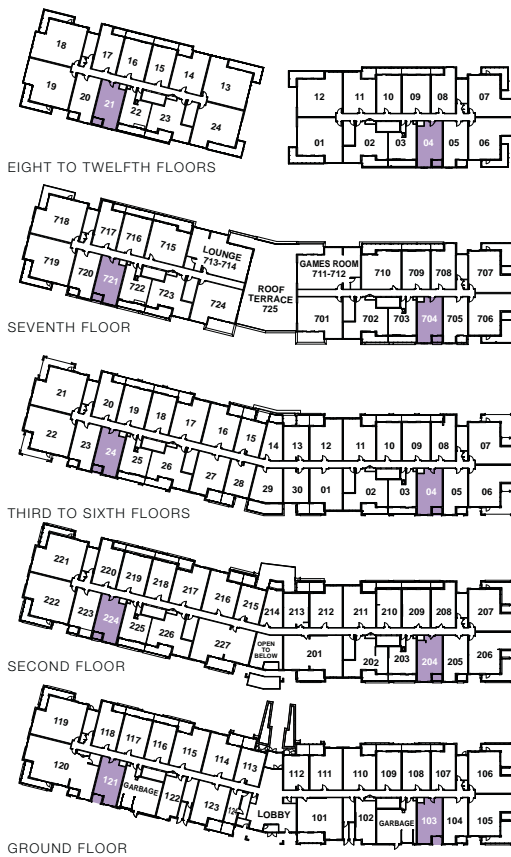 18 17 16 15 14 13
19 20 21 22 23 24
12 11 10 09 08 07
01 02 03 04 05 06
EIGHT TO TWELFTH FLOORS
718 717 716 715 LOUNGE
713-714
719 720 721 722 723 724
ROOF
TERRACE
725
GAMES ROOM
711-712
710 709 708 707
701 702 703 704 705 706
SEVENTH FLOOR
21 20 19 18 17 16 15 14 13 12 11 10 09 08 07
22 23 24 25 26 27 28 29 30 01 02 03 04 05 06
THIRD TO SIXTH FLOORS
221 220 219 218 217 216 215 214 213 212 211 210 209 208 207
222 223 224 225 226 227
OPEN
TO
BELOW
201 202 203 204 205 206
SECOND FLOOR
119 118 117 116 115 114 113 112 111 110 109 108 107 106
120 121 GARBAGE 122 123
LOBBY
101 102 GARBAGE 103 104 105
GROUND FLOOR